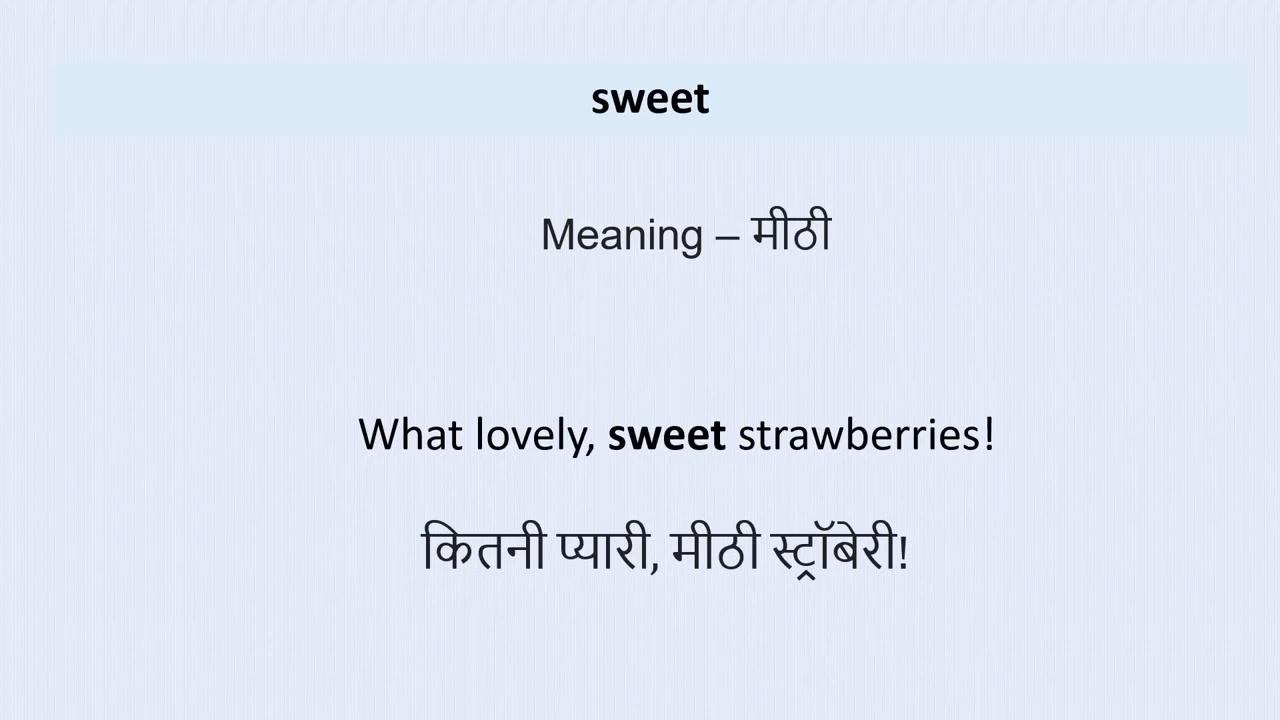 sweet
Meaning – मीठी
What lovely, sweet strawberries!
कितनी प्यारी, मीठी स्ट्रॉबेरी!